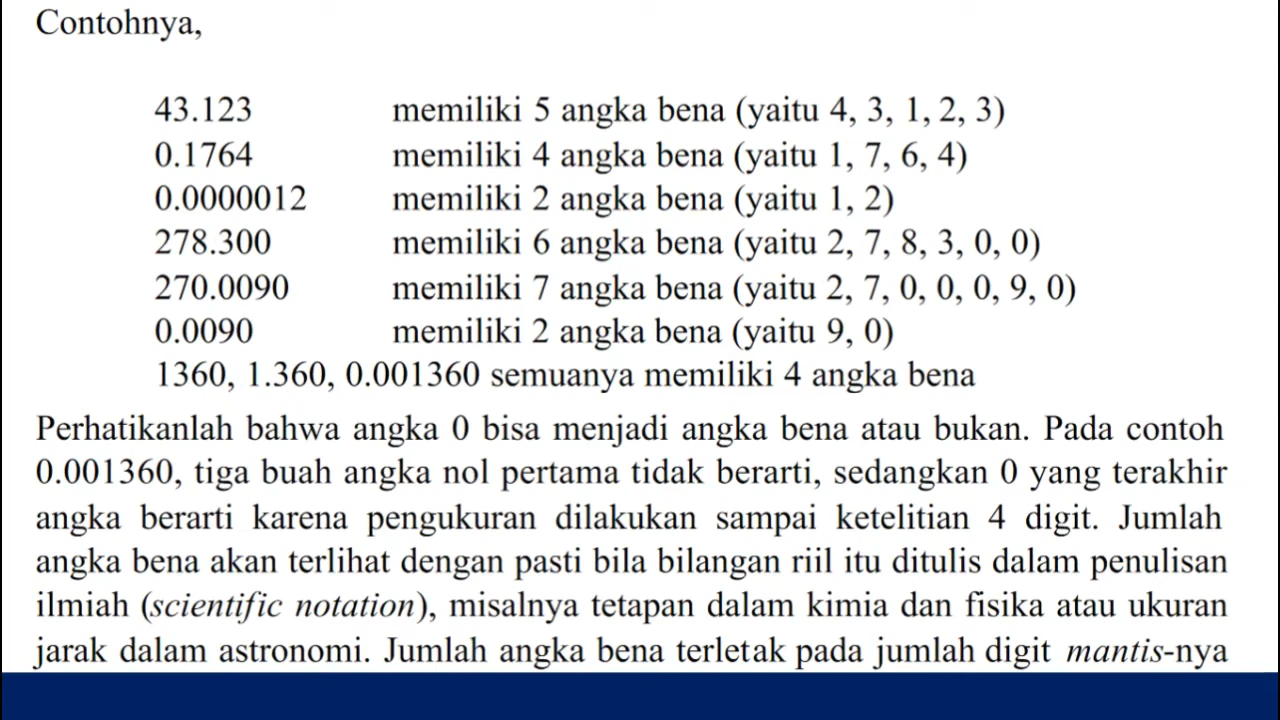 Contohnya,
43.123 memiliki 5 angka bena (yaitu 4, 3, 1, 2, 3)
0.1764 memiliki 4 angka bena (yaitu 1, 7, 6, 4)
0.0000012 memiliki 2 angka bena (yaitu 1, 2)
278.300 memiliki 6 angka bena (yaitu 2, 7, 8, 3, 0, 0)
270.0090 memiliki 7 angka bena (yaitu 2, 7, 0, 0, 0, 9, 0)
0.0090 memiliki 2 angka bena (yaitu 9, 0)
1360, 1.360, 0.001360 semuanya memiliki 4 angka bena
Perhatikanlah bahwa angka 0 bisa menjadi angka bena atau bukan. Pada contoh
0.001360, tiga buah angka nol pertama tidak berarti, sedangkan 0 yang terakhir
angka berarti karena pengukuran dilakukan sampai ketelitian 4 digit. Jumlah
angka bena akan terlihat dengan pasti bila bilangan riil itu ditulis dalam penulisan
ilmiah (scientific notation), misalnya tetapan dalam kimia dan fisika atau ukuran
jarak dalam astronomi. Jumlah angka bena terletak pada jumlah digit mantis-nya